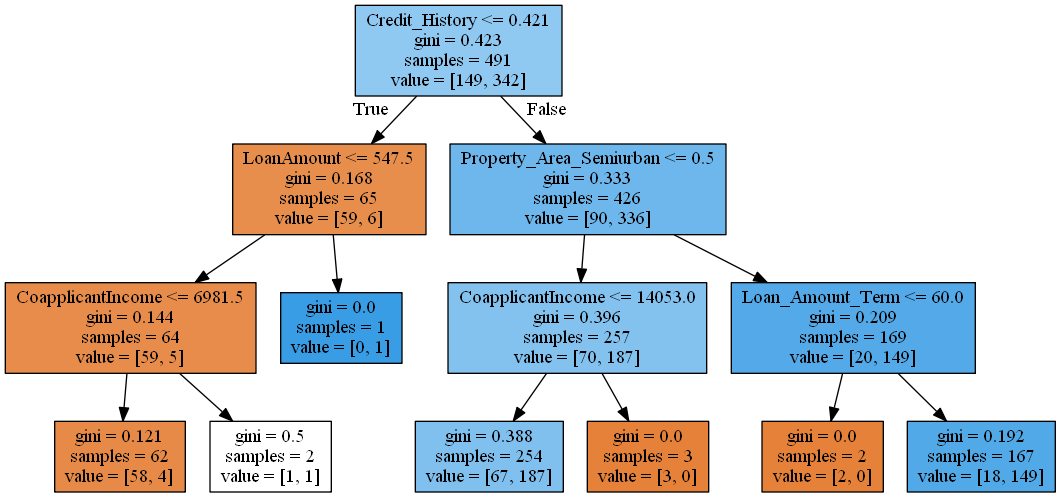 Credit_History <= 0.421
gini = 0.423
samples = 491
value = [149, 342]
True
False
LoanAmount <= 547.5
gini = 0.168
samples = 65
value = [59, 6]
Property_Area_Semiurban <= 0.5
gini = 0.333
samples = 426
value = [90, 336]
CoapplicantIncome <= 6981.5
gini = 0.144
samples = 64
value = [59, 5]
gini = 0.0
samples = 1
value = [0, 1]
CoapplicantIncome <= 14053.0
gini = 0.396
samples = 257
value = [70, 187]
Loan_Amount_Term <= 60.0
gini = 0.209
samples = 169
value = [20, 149]
gini = 0.121
samples = 62
value = [58, 4]
gini = 0.5
samples = 2
value = [1, 1]
gini = 0.388
samples = 254
value = [67, 187]
gini = 0.0
samples = 3
value = [3, 0]
gini = 0.0
samples = 2
value = [2, 0]
gini = 0.192
samples = 167
value = [18, 149]